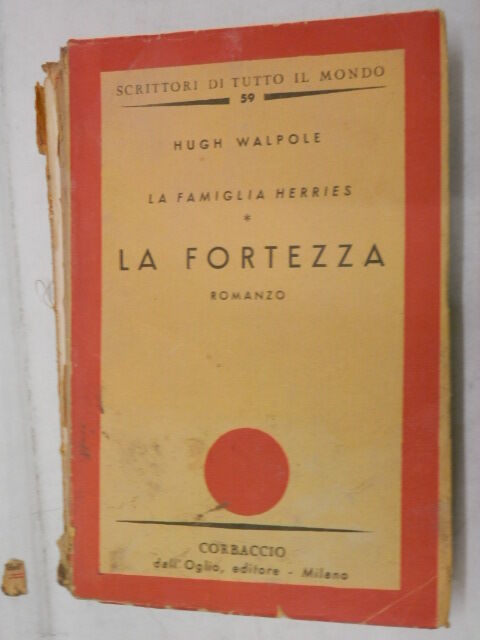 SCRITTORI DI TUTTO IL MONDO
59
HUGH WALPOLE
LA FAMIGLIA HERRIES
*
LA FORTEZZA
ROMANZO
CORBACCIO
dall'Oglio, editore - Milano